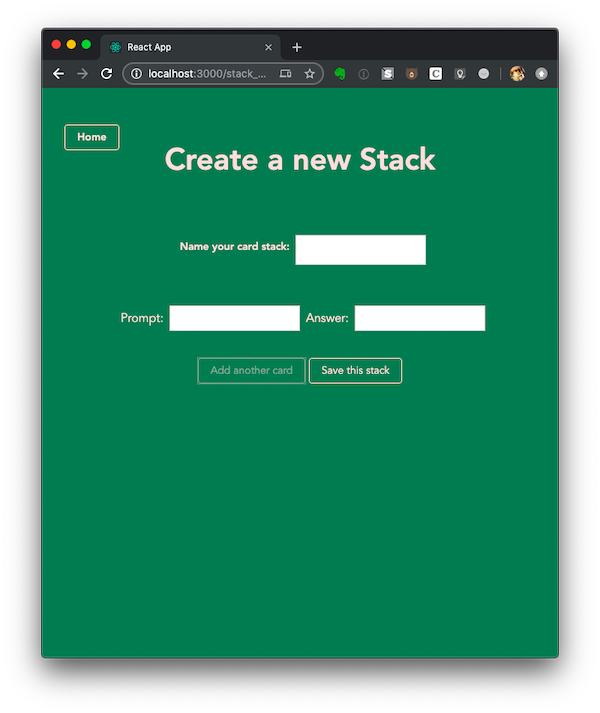 React App
localhost:3000/stack_...
Home
Create a new Stack
Name your card stack:
Prompt: Answer:
Add another card Save this stack